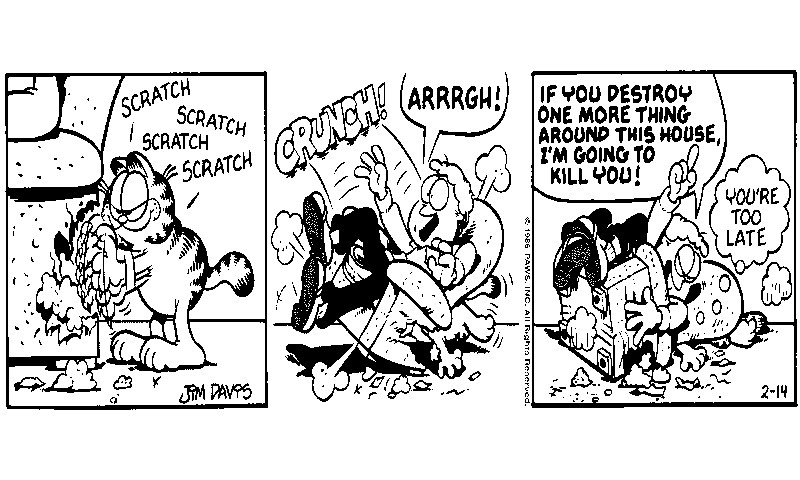 SCRATCH
SCRATCH
SCRATCH
SCRATCH
JIM DAVIS
CRUNCH!
ARRRGH!
© 1986 PAWS, INC. All Rights Reserved.
IF YOU DESTROY
ONE MORE THING
AROUND THIS HOUSE,
I'M GOING TO
KILL YOU!
YOU'RE
TOO
LATE
2-14